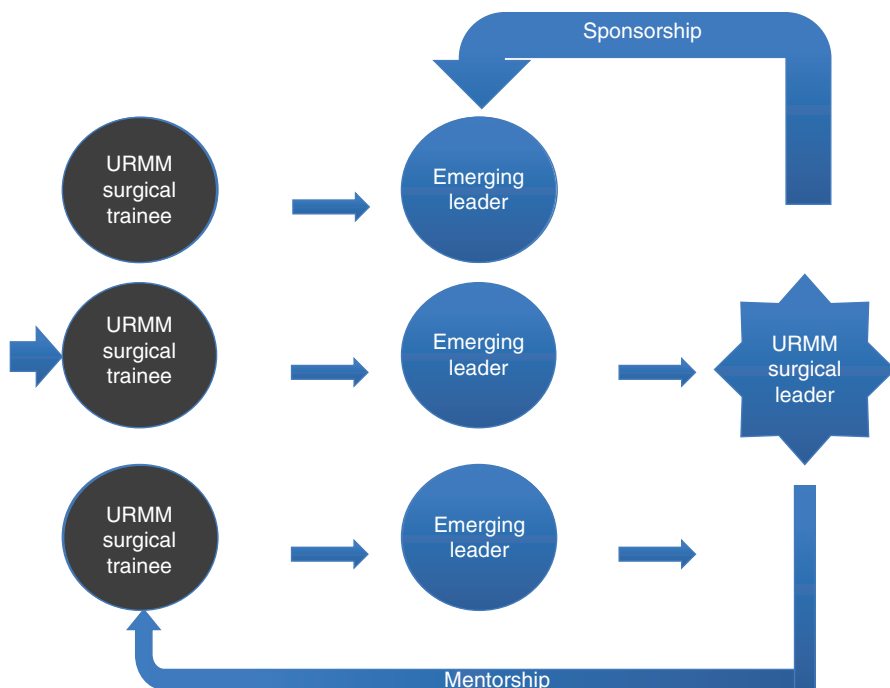 Sponsorship
URMM
surgical
trainee
Emerging
leader
URMM
surgical
trainee
Emerging
leader
URMM
surgical
leader
URMM
surgical
trainee
Emerging
leader
Mentorship